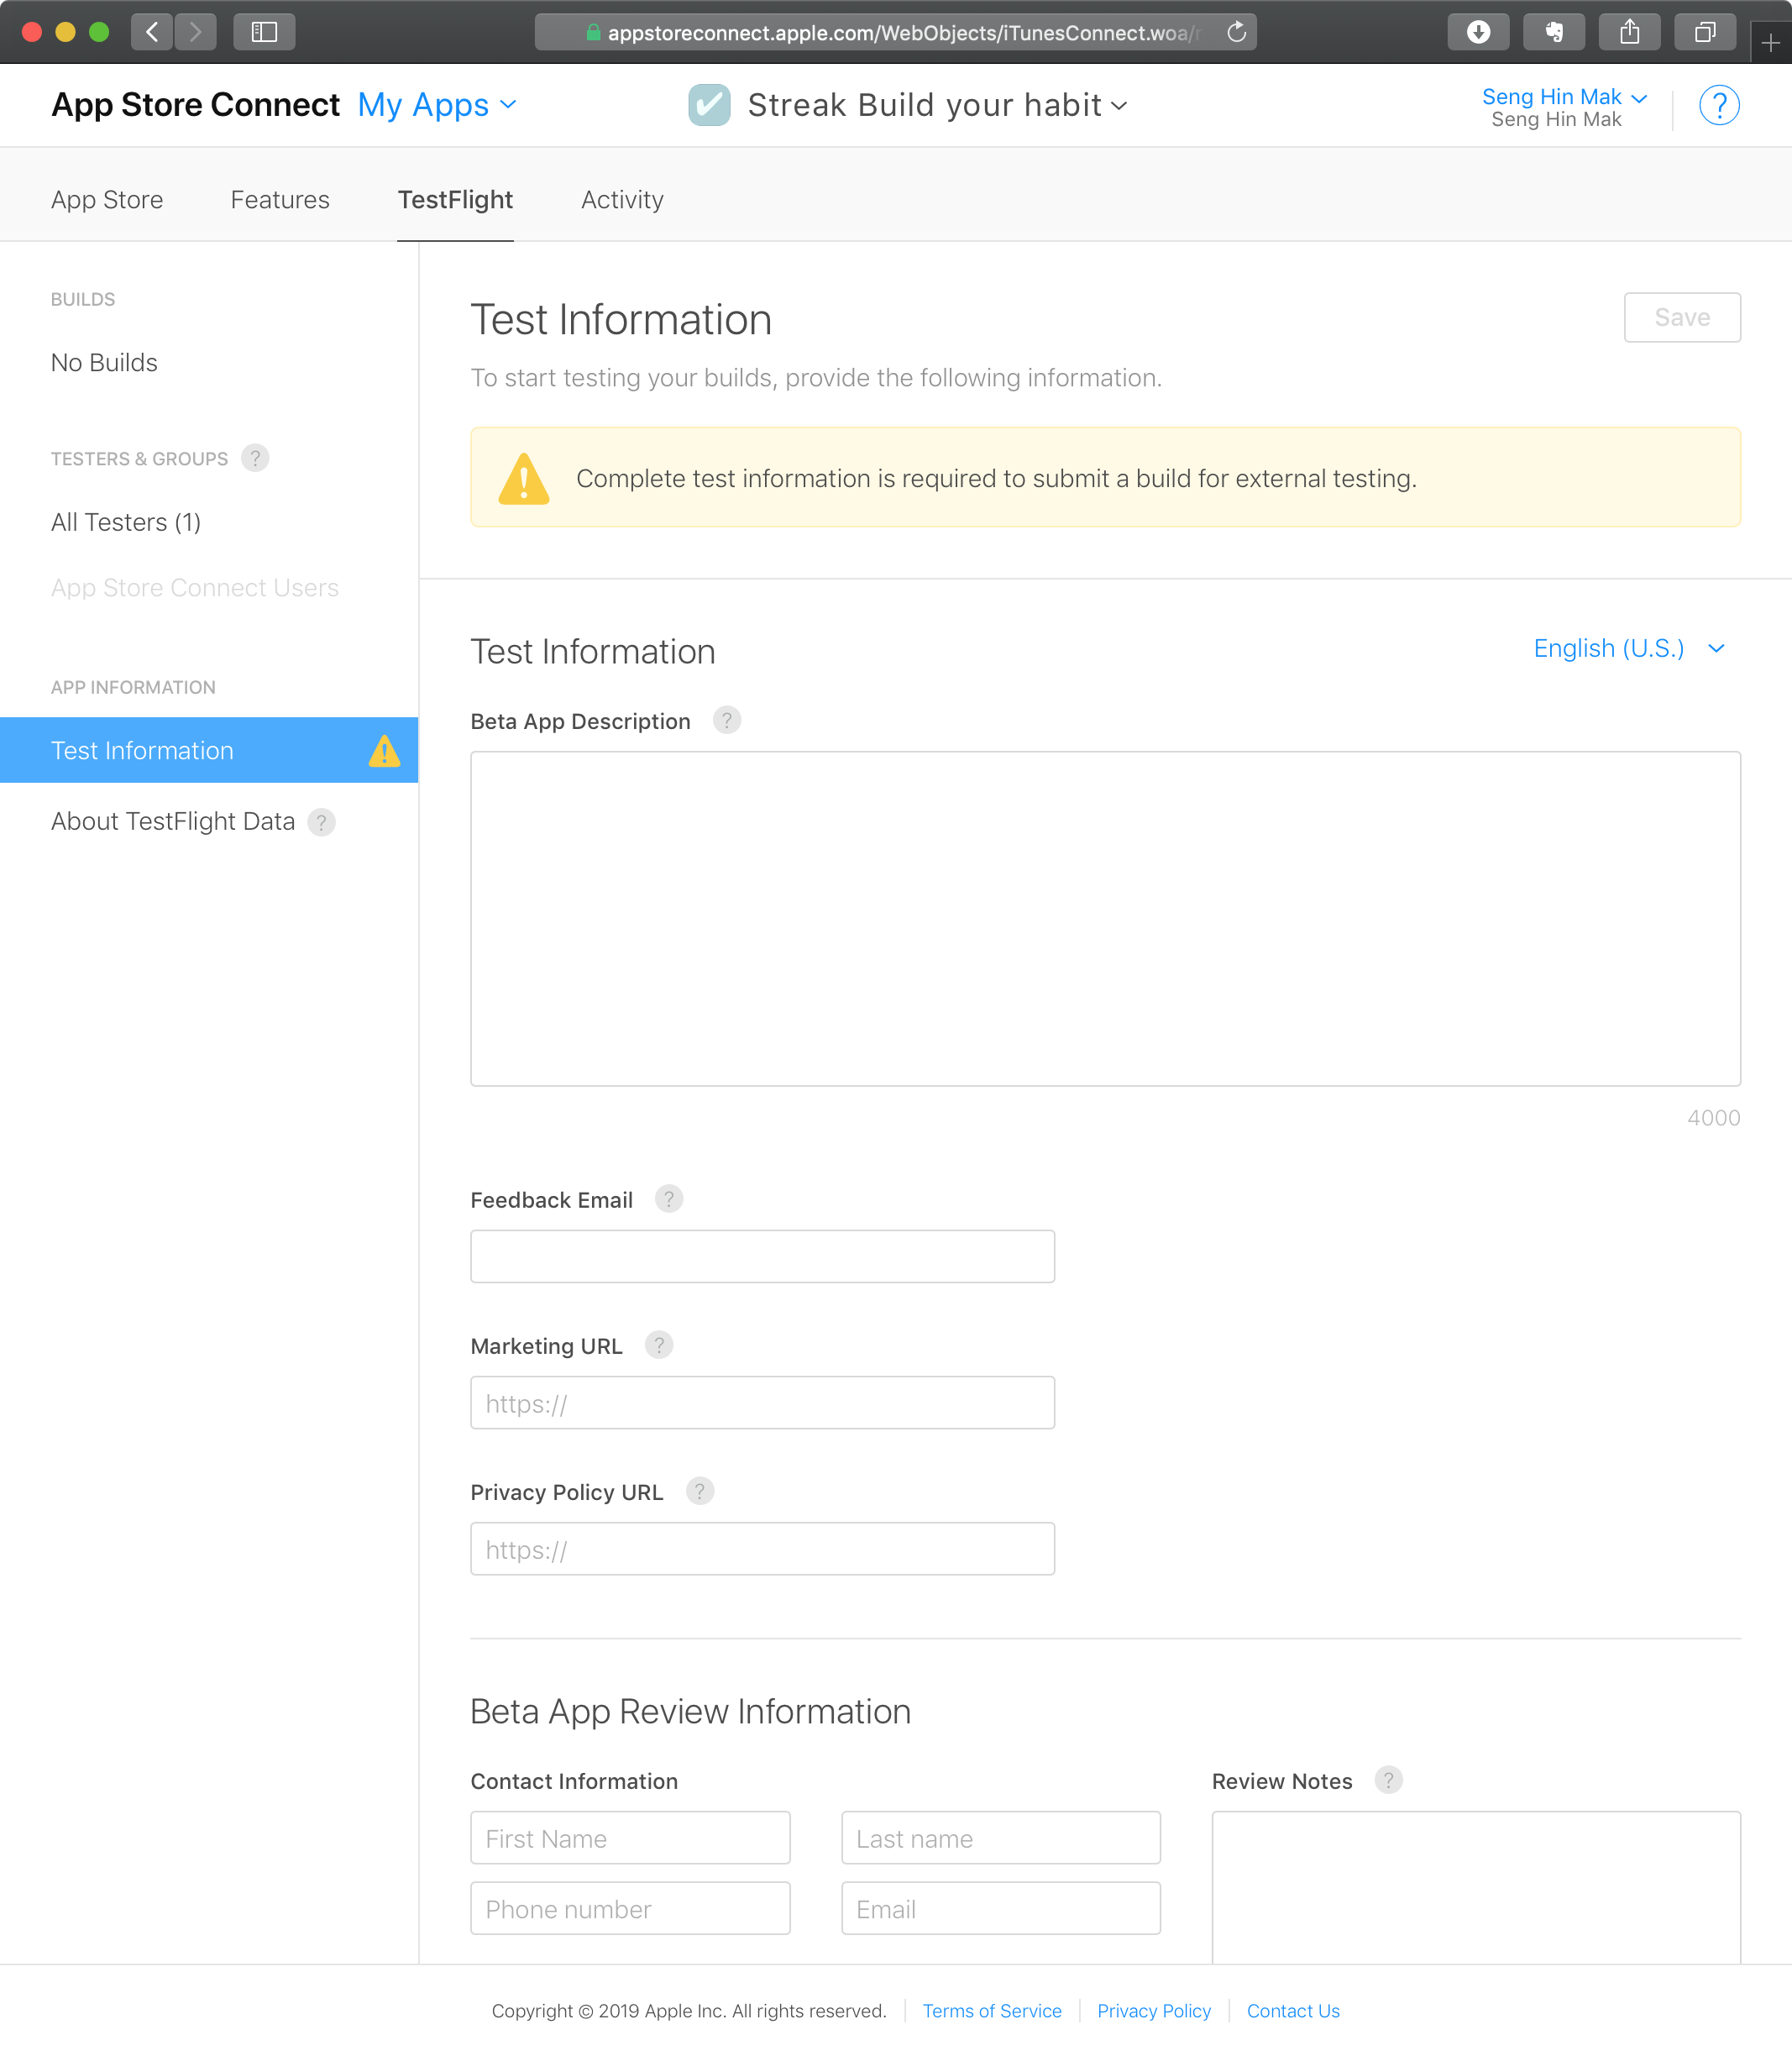 appstoreconnect.apple.com/WebObjects/iTunesConnect.woa/
App Store Connect My Apps
Streak Build your habit
Seng Hin Mak
Seng Hin Mak
?
App Store
Features
TestFlight
Activity
BUILDS
No Builds
TESTERS & GROUPS ?
All Testers (1)
App Store Connect Users
APP INFORMATION
Test Information
About TestFlight Data ?
Test Information
Save
To start testing your builds, provide the following information.
Complete test information is required to submit a build for external testing.
Test Information
English (U.S.)
Beta App Description ?
4000
Feedback Email ?
Marketing URL ?
https://
Privacy Policy URL ?
https://
Beta App Review Information
Contact Information
First Name
Last name
Phone number
Email
Review Notes ?
Copyright © 2019 Apple Inc. All rights reserved.
Terms of Service
Privacy Policy
Contact Us